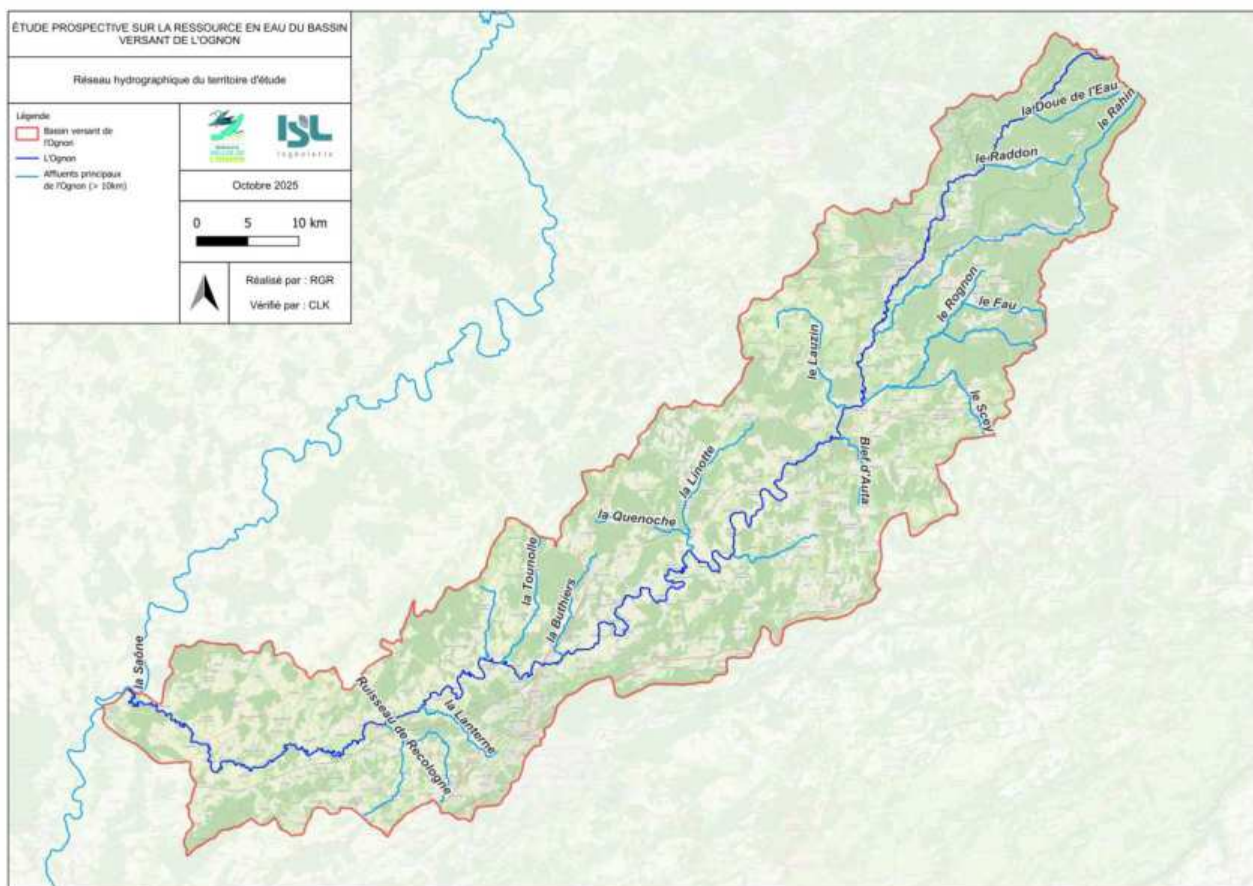 ÉTUDE PROSPECTIVE SUR LA RESSOURCE EN EAU DU BASSIN
VERSANT DE L'OGNON
Réseau hydrographique du territoire d'étude
Légende
Bassin versant de
l'Ognon
L'Ognon
Affluents principaux
de l'Ognon (> 10km)
ISL
Ingénierie
Octobre 2025
0 5 10 km
Réalisé par : RGR
Vérifié par : CLK
la Doue de l'Eau
le Rahin
le Raddon
le Rognon
le Fau
le Lauzin
le Scey
Bief d'Auta
la Linotte
la Quenoche
la Tounolle
la Buthiers
la Saône
Ruisseau de Recologne
la Lanterne